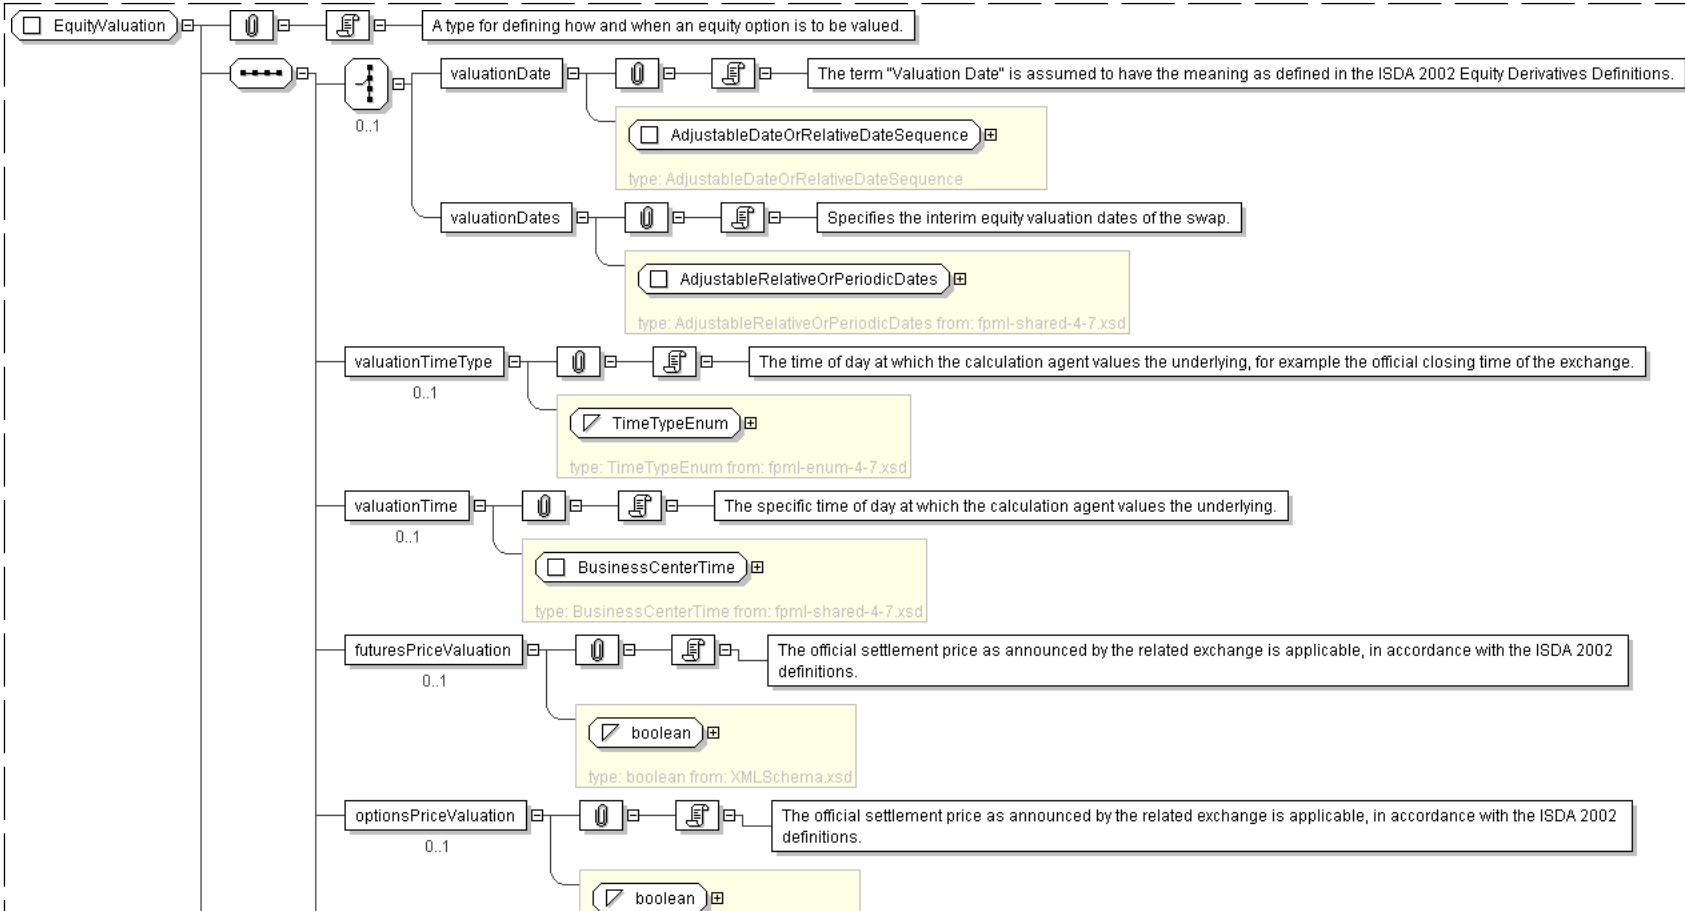 EquityValuation
A type for defining how and when an equity option is to be valued.
valuationDate
The term "Valuation Date" is assumed to have the meaning as defined in the ISDA 2002 Equity Derivatives Definitions.
0..1
AdjustableDateOrRelativeDateSequence
type: AdjustableDateOrRelativeDateSequence
valuationDates
Specifies the interim equity valuation dates of the swap.
AdjustableRelativeOrPeriodicDates
type: AdjustableRelativeOrPeriodicDates from: fpml-shared-4-7.xsd
valuationTimeType
The time of day at which the calculation agent values the underlying, for example the official closing time of the exchange.
0..1
TimeTypeEnum
type: TimeTypeEnum from: fpml-enum-4-7.xsd
valuationTime
The specific time of day at which the calculation agent values the underlying.
0..1
BusinessCenterTime
type: BusinessCenterTime from: fpml-shared-4-7.xsd
futuresPriceValuation
The official settlement price as announced by the related exchange is applicable, in accordance with the ISDA 2002
definitions.
0..1
boolean
type: boolean from: XMLSchema.xsd
optionsPriceValuation
The official settlement price as announced by the related exchange is applicable, in accordance with the ISDA 2002
definitions.
0..1
boolean